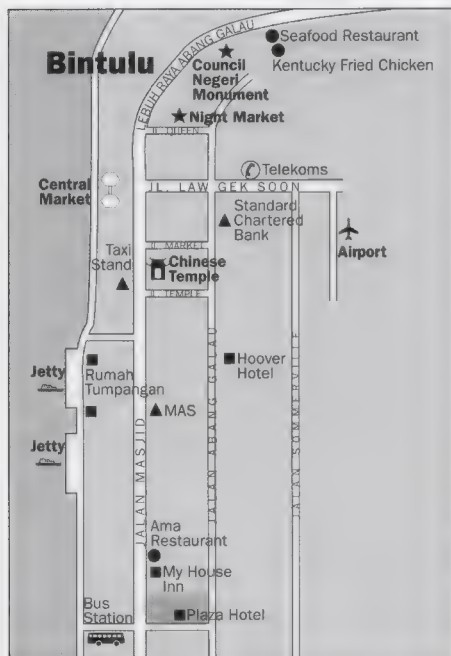 Bintulu
LEBUH RAYA ABANG GALAU
Seafood Restaurant
Kentucky Fried Chicken
Council
Negeri
Monument
Night Market
JL. QUEEN
Telekoms
Central
Market
JL. LAW GEK SOON
Standard
Chartered
Bank
Airport
Taxi
Stand
JL. MARKET
Chinese
Temple
JL. TEMPLE
Jetty
Rumah
Tumpangan
Hoover
Hotel
MAS
Jetty
JALAN MASJID
JALAN ABANG GALAU
JALAN SOMMERVILLE
Ama
Restaurant
My House
Inn
Bus
Station
Plaza Hotel